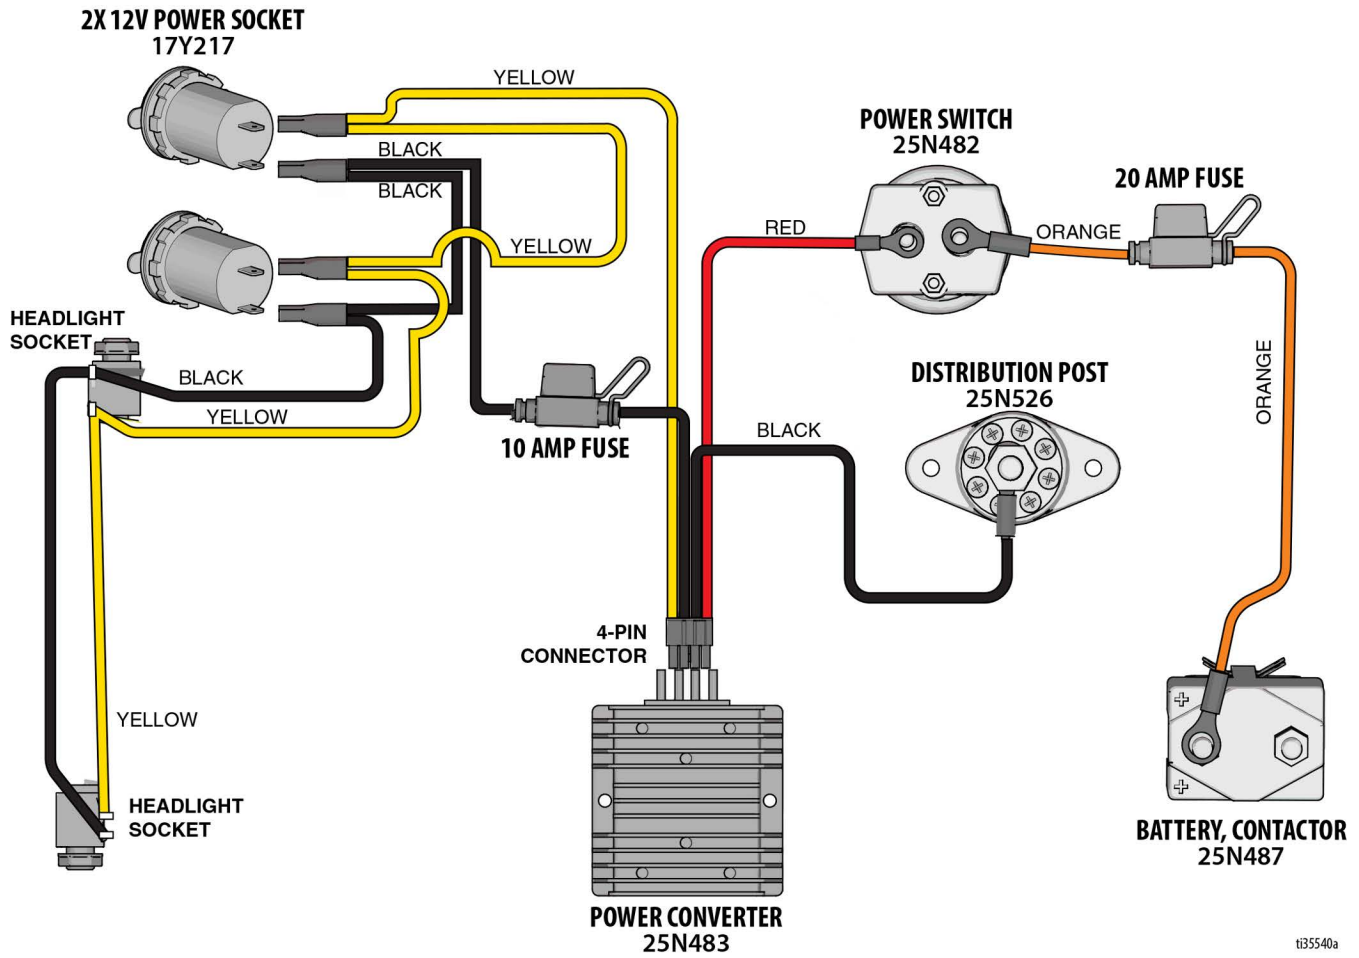 2X 12V POWER SOCKET
17Y217
YELLOW
BLACK
BLACK
YELLOW
POWER SWITCH
25N482
20 AMP FUSE
RED
ORANGE
HEADLIGHT
SOCKET
BLACK
YELLOW
10 AMP FUSE
DISTRIBUTION POST
25N526
BLACK
ORANGE
4-PIN
CONNECTOR
YELLOW
HEADLIGHT
SOCKET
POWER CONVERTER
25N483
BATTERY, CONTACTOR
25N487
ti35540a